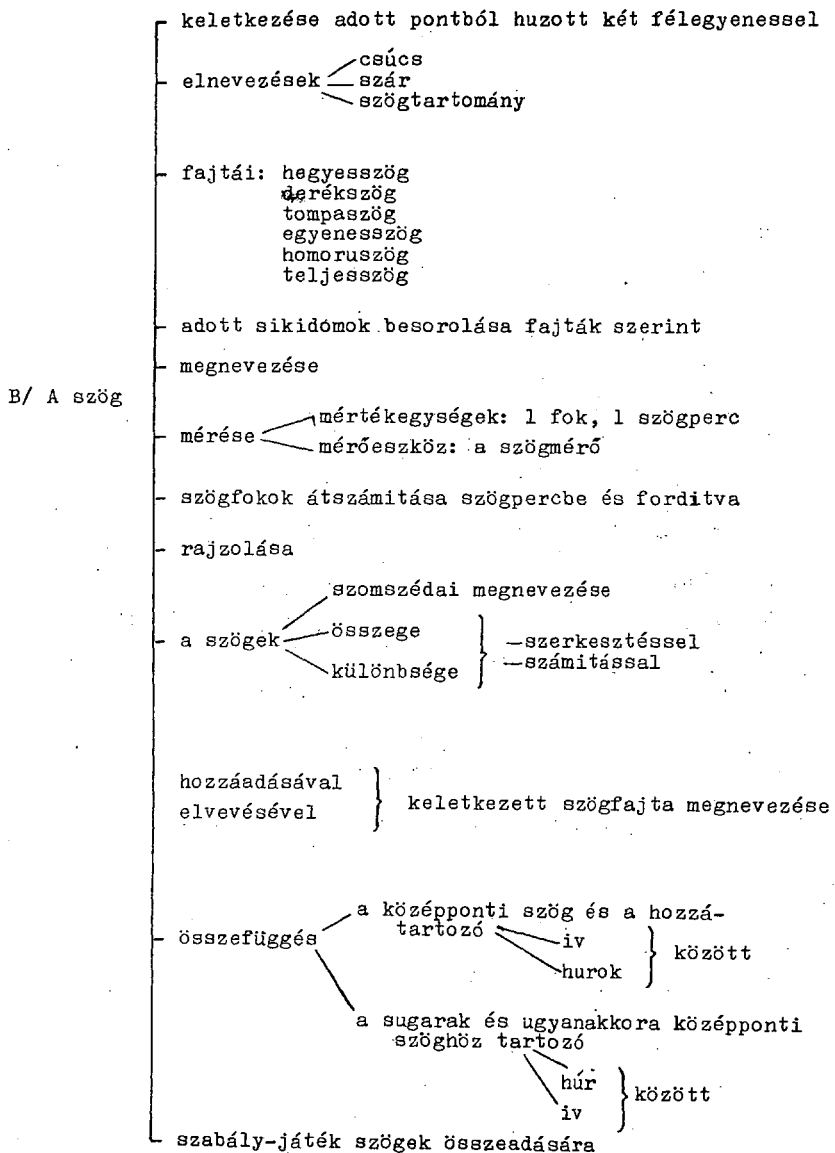 - keletkezése adott pontból huzott két félegyenessel
- elnevezések
csúcs
szár
szögtartomány
- fajtái: hegyesszög
derékszög
tompaszög
egyenesszög
homoruszög
teljesszög
- adott sikidómok besorolása fajták szerint
- megnevezése
B/ A szög
- mérése
mértékegységek: 1 fok, 1 szögperc
mérőeszköz: a szögmérő
- szögfokok átszámitása szögpercbe és forditva
- rajzolása
- a szögek
szomszédai megnevezése
összege
különbsége
—szerkesztéssel
—számitással
hozzáadásával
elvevésével
keletkezett szögfajta megnevezése
- összefüggés
a középponti szög és a hozzá-
tartozó
iv
hurok
között
a sugarak és ugyanakkora középponti
szöghöz tartozó
húr
iv
között
- szabály-játék szögek összeadására